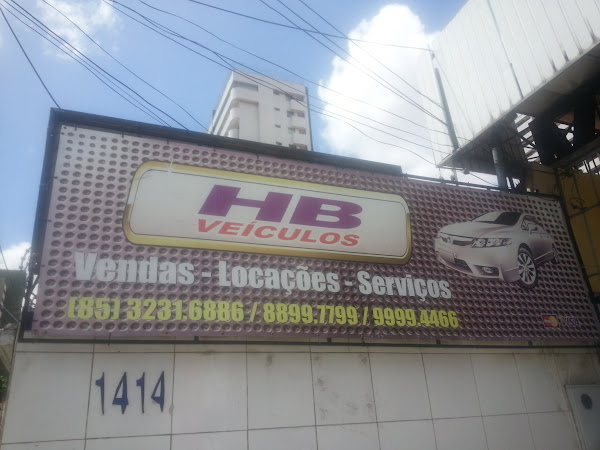 HB
VEÍCULOS
Vendas - Locações - Serviços
(85) 3231.6886 / 8899.7799 / 9999.4466
1414